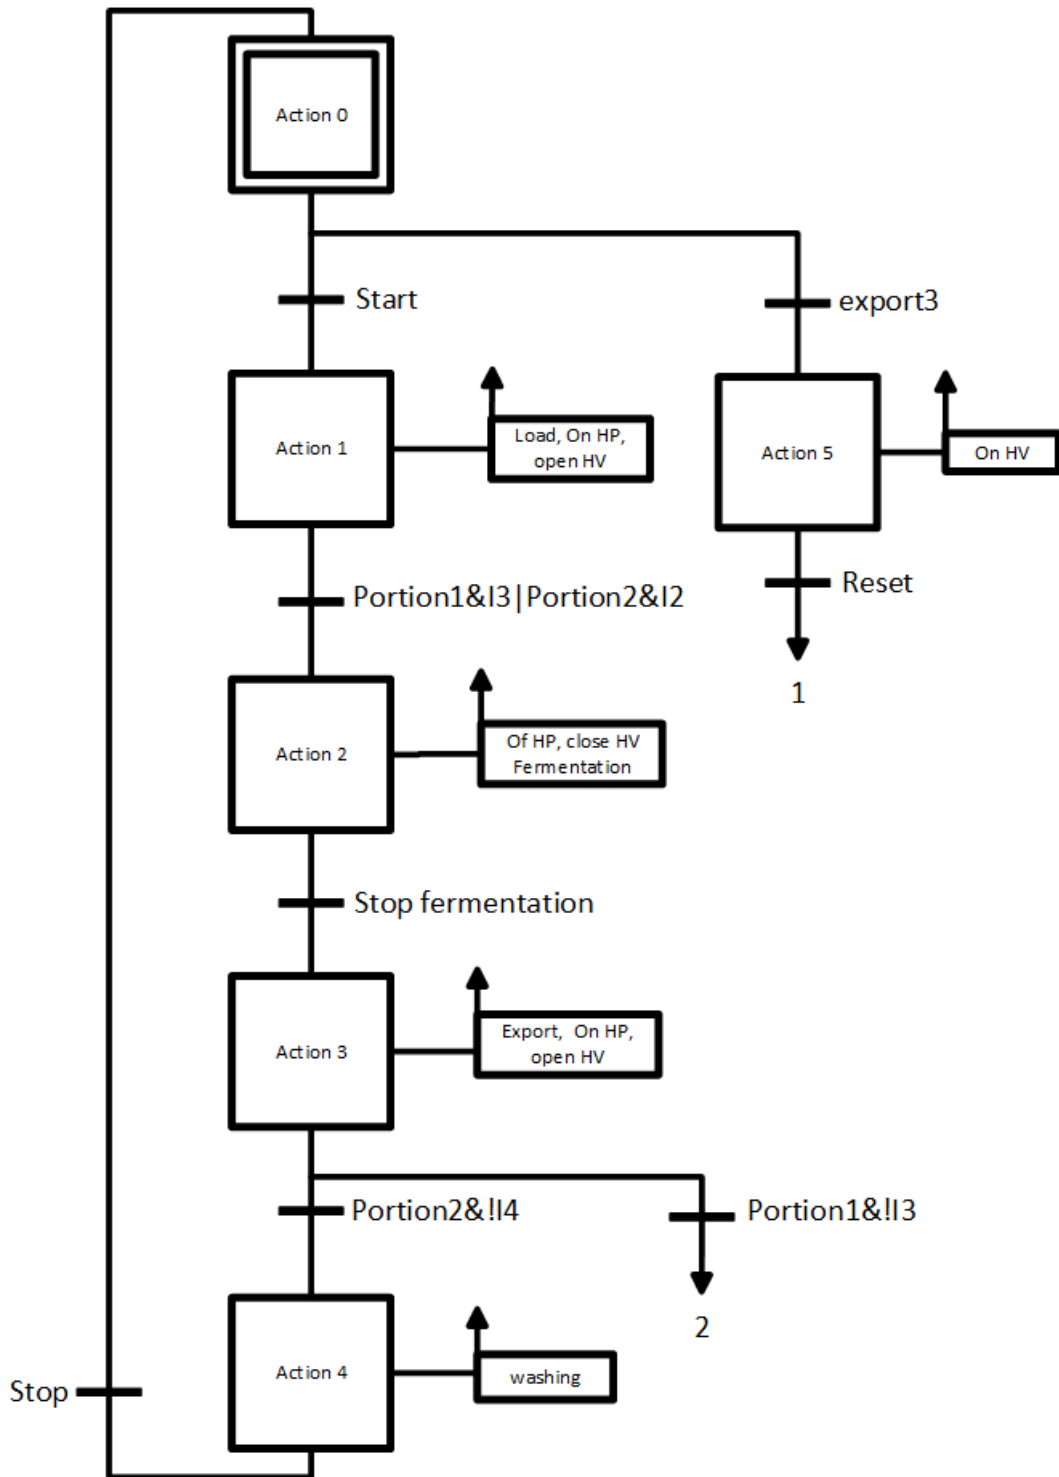 Action 0
Start
export3
Action 1
Load, On HP,
open HV
Action 5
On HV
Portion1&I3|Portion2&I2
Reset
1
Action 2
Of HP, close HV
Fermentation
Stop fermentation
Action 3
Export, On HP,
open HV
Portion2&!I4
Portion1&!I3
2
Action 4
washing
Stop